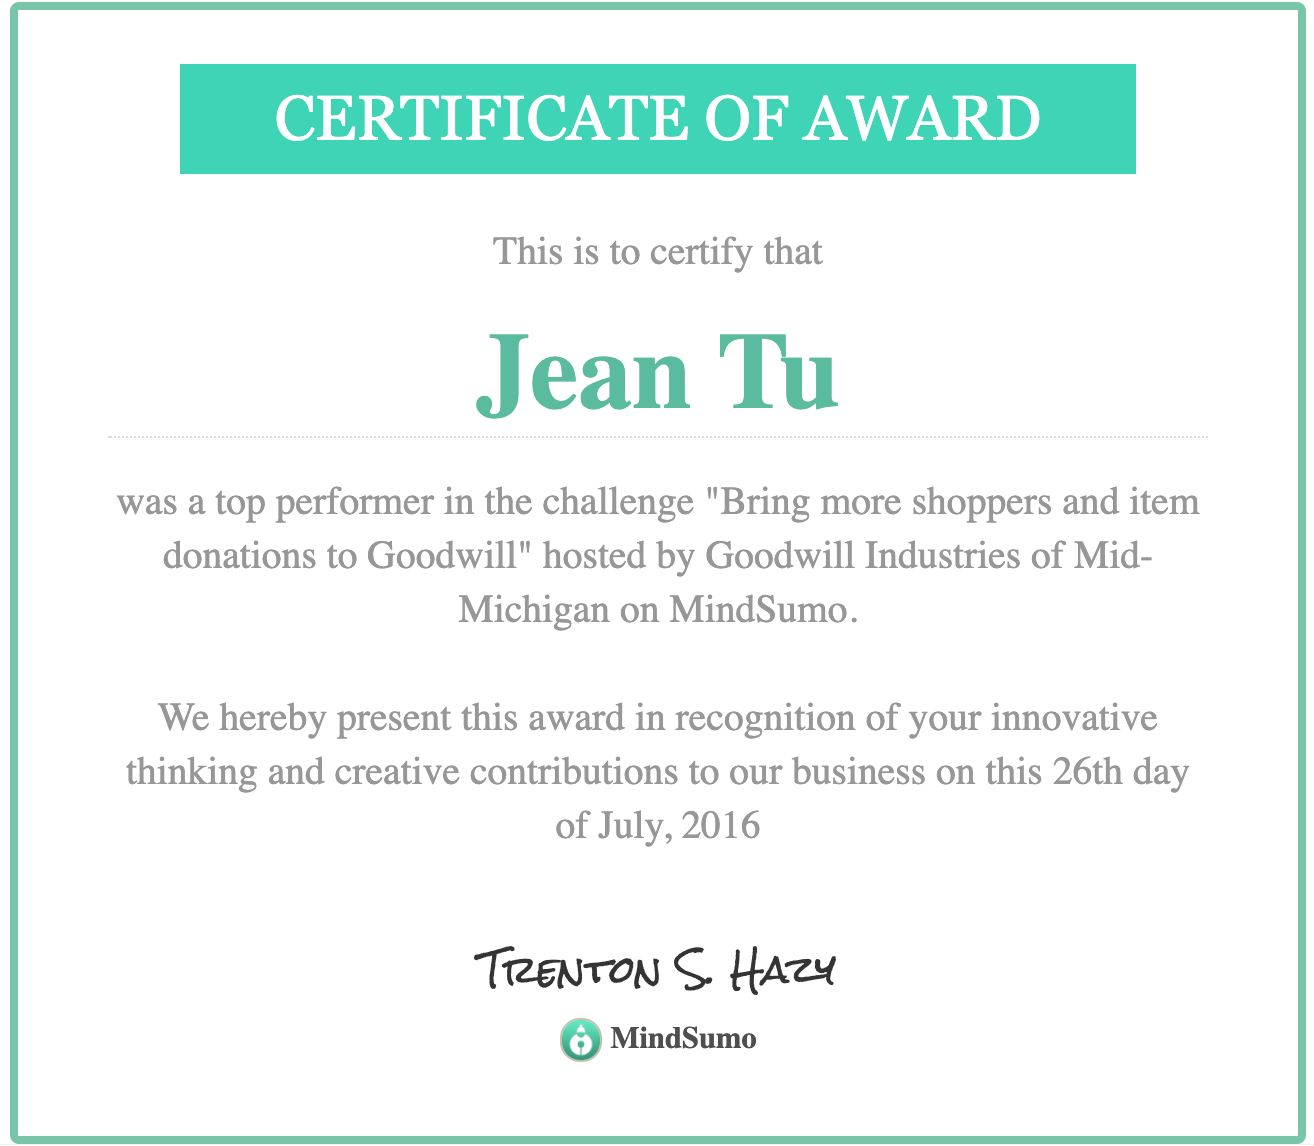 CERTIFICATE OF AWARD
This is to certify that
Jean Tu
was a top performer in the challenge "Bring more shoppers and item
donations to Goodwill" hosted by Goodwill Industries of Mid-
Michigan on MindSumo.
We hereby present this award in recognition of your innovative
thinking and creative contributions to our business on this 26th day
of July, 2016
Trenton S. Hazy
MindSumo